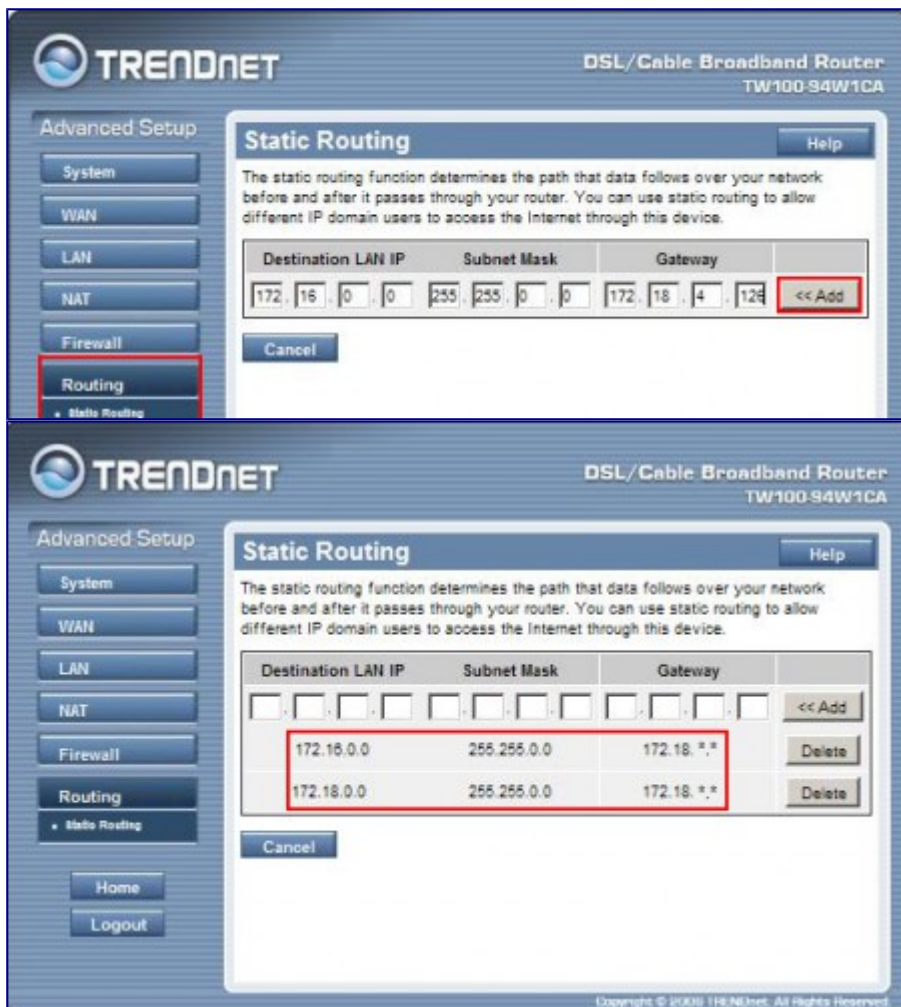 TRENDNET
DSL/Cable Broadband Router
TW100-94W1CA
Advanced Setup
System
WAN
LAN
NAT
Firewall
Routing
Static Routing
Static Routing
Help
The static routing function determines the path that data follows over your network
before and after it passes through your router. You can use static routing to allow
different IP domain users to access the Internet through this device.
Destination LAN IP Subnet Mask Gateway
172 . 16 . 0 . 0 255 . 255 . 0 . 0 172 . 18 . 4 . 126 << Add
Cancel
TRENDNET
DSL/Cable Broadband Router
TW100-94W1CA
Advanced Setup
System
WAN
LAN
NAT
Firewall
Routing
Static Routing
Home
Logout
Static Routing
Help
The static routing function determines the path that data follows over your network
before and after it passes through your router. You can use static routing to allow
different IP domain users to access the Internet through this device.
Destination LAN IP Subnet Mask Gateway
. . . . . . . . . << Add
172.16.0.0 255.255.0.0 172.18. *.* Delete
172.18.0.0 255.255.0.0 172.18. *.* Delete
Cancel
Copyright © 2006 TRENDnet. All Rights Reserved.